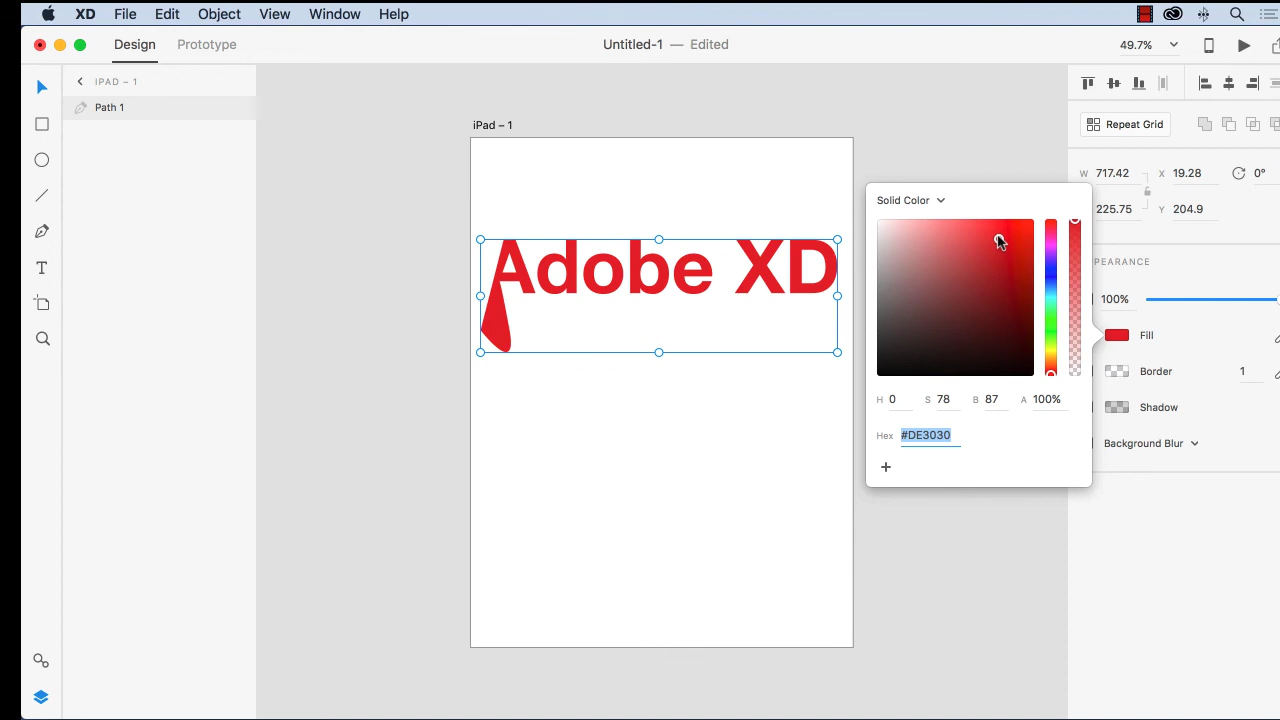 XD File Edit Object View Window Help
Design Prototype Untitled-1 — Edited 49.7%
IPAD – 1
Path 1
iPad – 1
Adobe XD
Repeat Grid
W 717.42 X 19.28 0°
225.75 Y 204.9
PEARANCE
100%
Fill
Border 1
Shadow
Background Blur
Solid Color
H 0 S 78 B 87 A 100%
Hex #DE3030
+